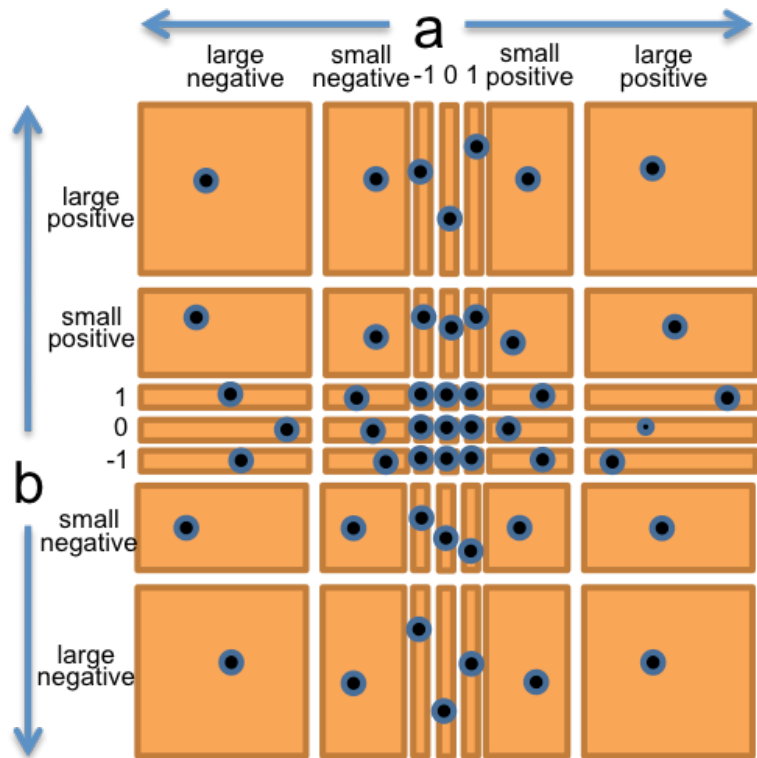 a
large negative
small negative
-1 0 1
small positive
large positive
large positive
small positive
1
0
-1
b
small negative
large negative